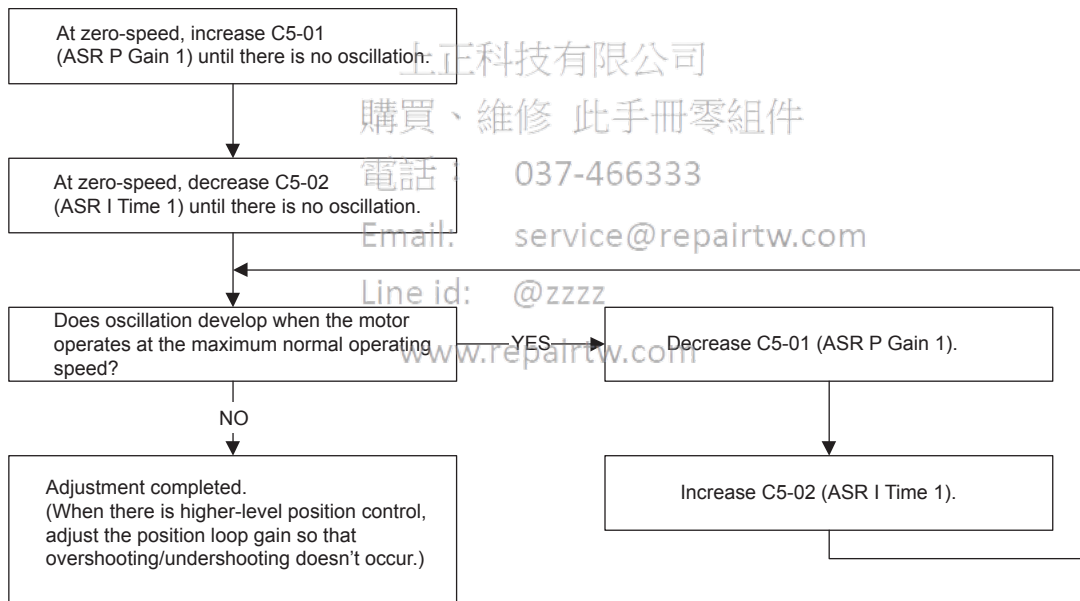 At zero-speed, increase C5-01
(ASR P Gain 1) until there is no oscillation.
上正科技有限公司
購買、維修 此手冊零組件
At zero-speed, decrease C5-02
(ASR I Time 1) until there is no oscillation.
電話： 037-466333
Email: service@repairtw.com
Line id: @zzzz
Does oscillation develop when the motor
operates at the maximum normal operating
speed?
YES
www.repairtw.com
Decrease C5-01 (ASR P Gain 1).
NO
Adjustment completed.
(When there is higher-level position control,
adjust the position loop gain so that
overshooting/undershooting doesn't occur.)
Increase C5-02 (ASR I Time 1).